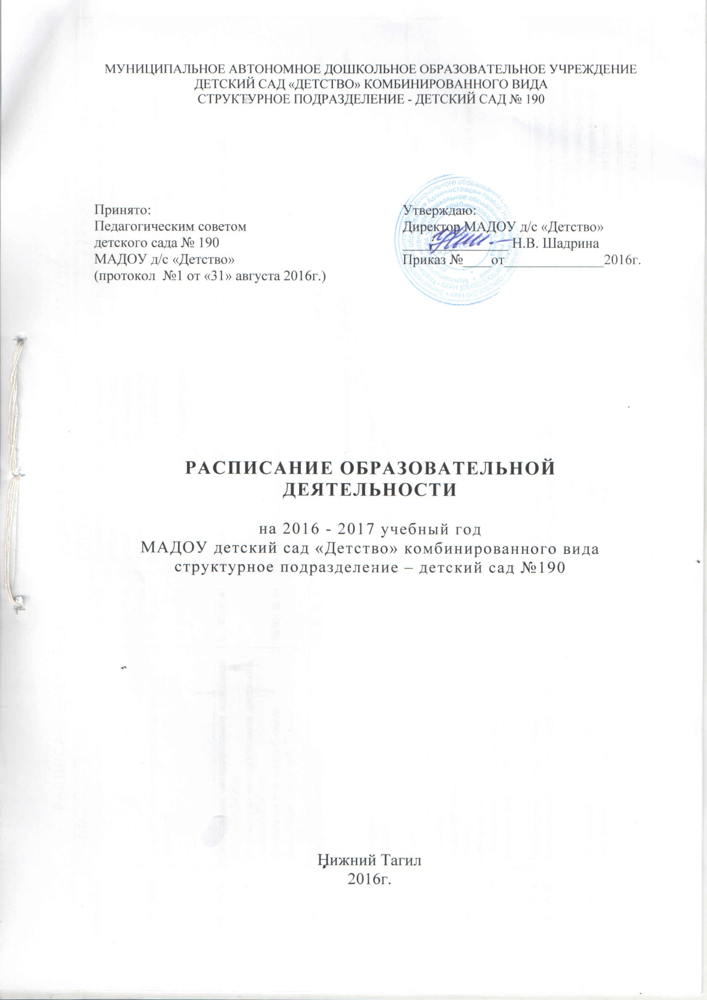 МУНИЦИПАЛЬНОЕ АВТОНОМНОЕ ДОШКОЛЬНОЕ ОБРАЗОВАТЕЛЬНОЕ УЧРЕЖДЕНИЕ
ДЕТСКИЙ САД «ДЕТСТВО» КОМБИНИРОВАННОГО ВИДА
СТРУКТУРНОЕ ПОДРАЗДЕЛЕНИЕ - ДЕТСКИЙ САД № 190
Принято:
Педагогическим советом
детского сада № 190
МАДОУ д/с «Детство»
(протокол №1 от «31» августа 2016г.)
Утверждаю:
Директор МАДОУ д/с «Детство»
_______________ Н.В. Шадрина
Приказ №____от______________2016г.
РАСПИСАНИЕ ОБРАЗОВАТЕЛЬНОЙ
ДЕЯТЕЛЬНОСТИ
на 2016 - 2017 учебный год
МАДОУ детский сад «Детство» комбинированного вида
структурное подразделение – детский сад №190
Нижний Тагил
2016г.